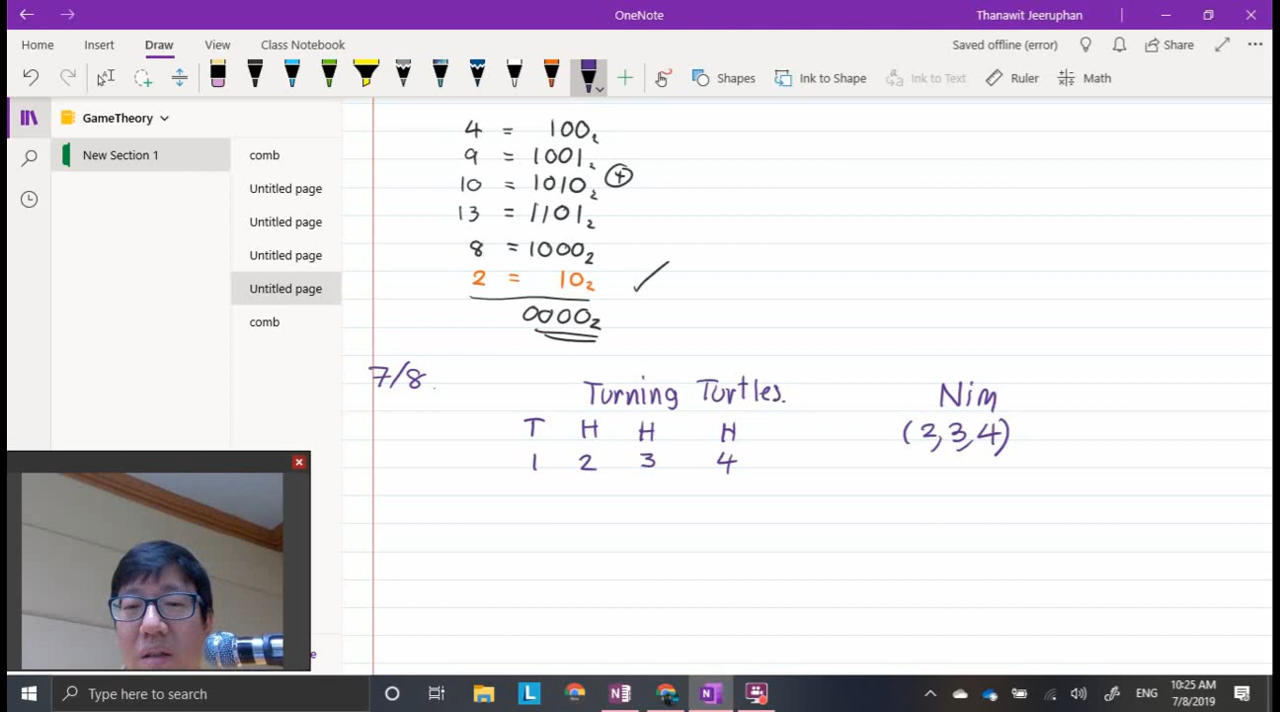 OneNote
Thanawit Jeeruphan
Home Insert Draw View Class Notebook
Saved offline (error) Share
Shapes Ink to Shape Ink to Text Ruler Math
GameTheory
New Section 1
comb
Untitled page
Untitled page
Untitled page
Untitled page
comb
4 = 100₂
9 = 1001₂
10 = 1010₂ ⊕
13 = 1101₂
8 = 1000₂
2 = 10₂ ✓
0000₂
7/8. Turning Turtles. Nim
T H H H (2,3,4)
1 2 3 4
e
Type here to search
ENG
10:25 AM
7/8/2019